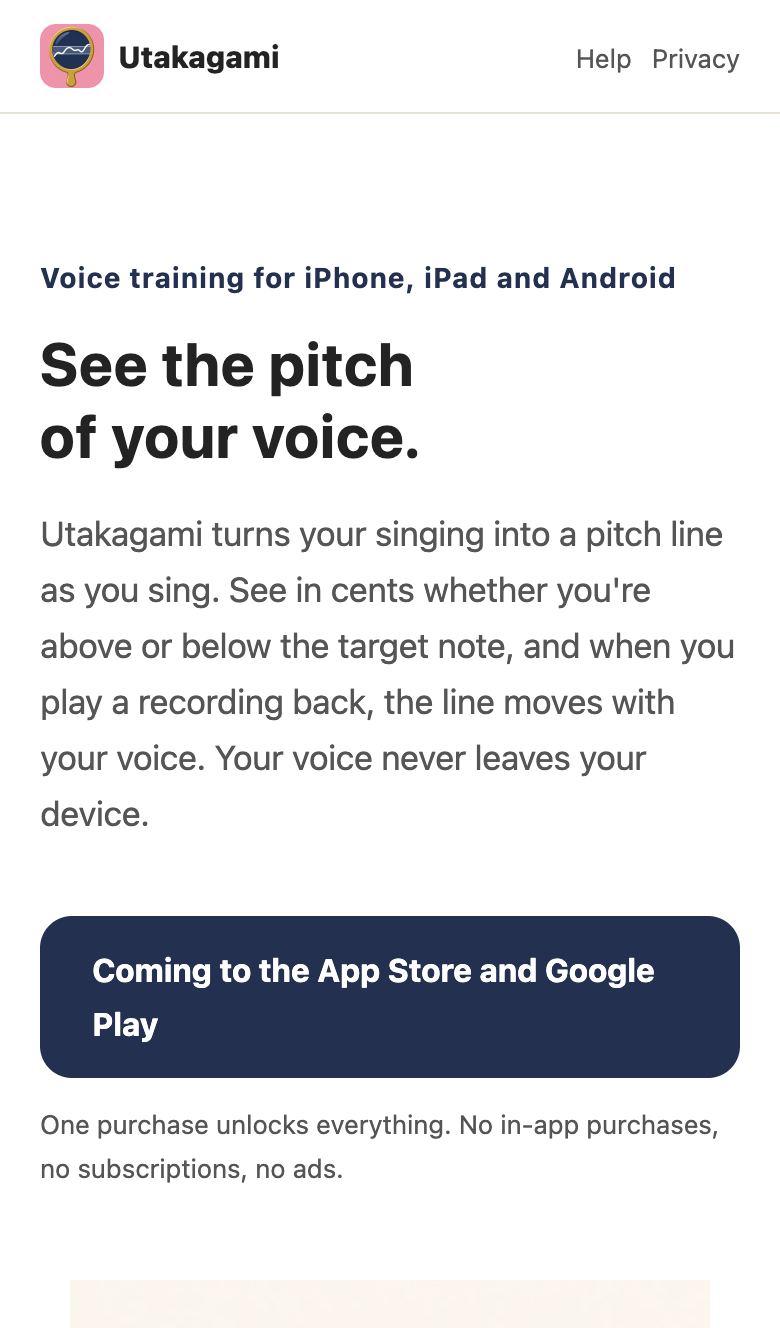 Utakagami
Help Privacy
Voice training for iPhone, iPad and Android
See the pitch
of your voice.
Utakagami turns your singing into a pitch line
as you sing. See in cents whether you're
above or below the target note, and when you
play a recording back, the line moves with
your voice. Your voice never leaves your
device.
Coming to the App Store and Google
Play
One purchase unlocks everything. No in-app purchases,
no subscriptions, no ads.